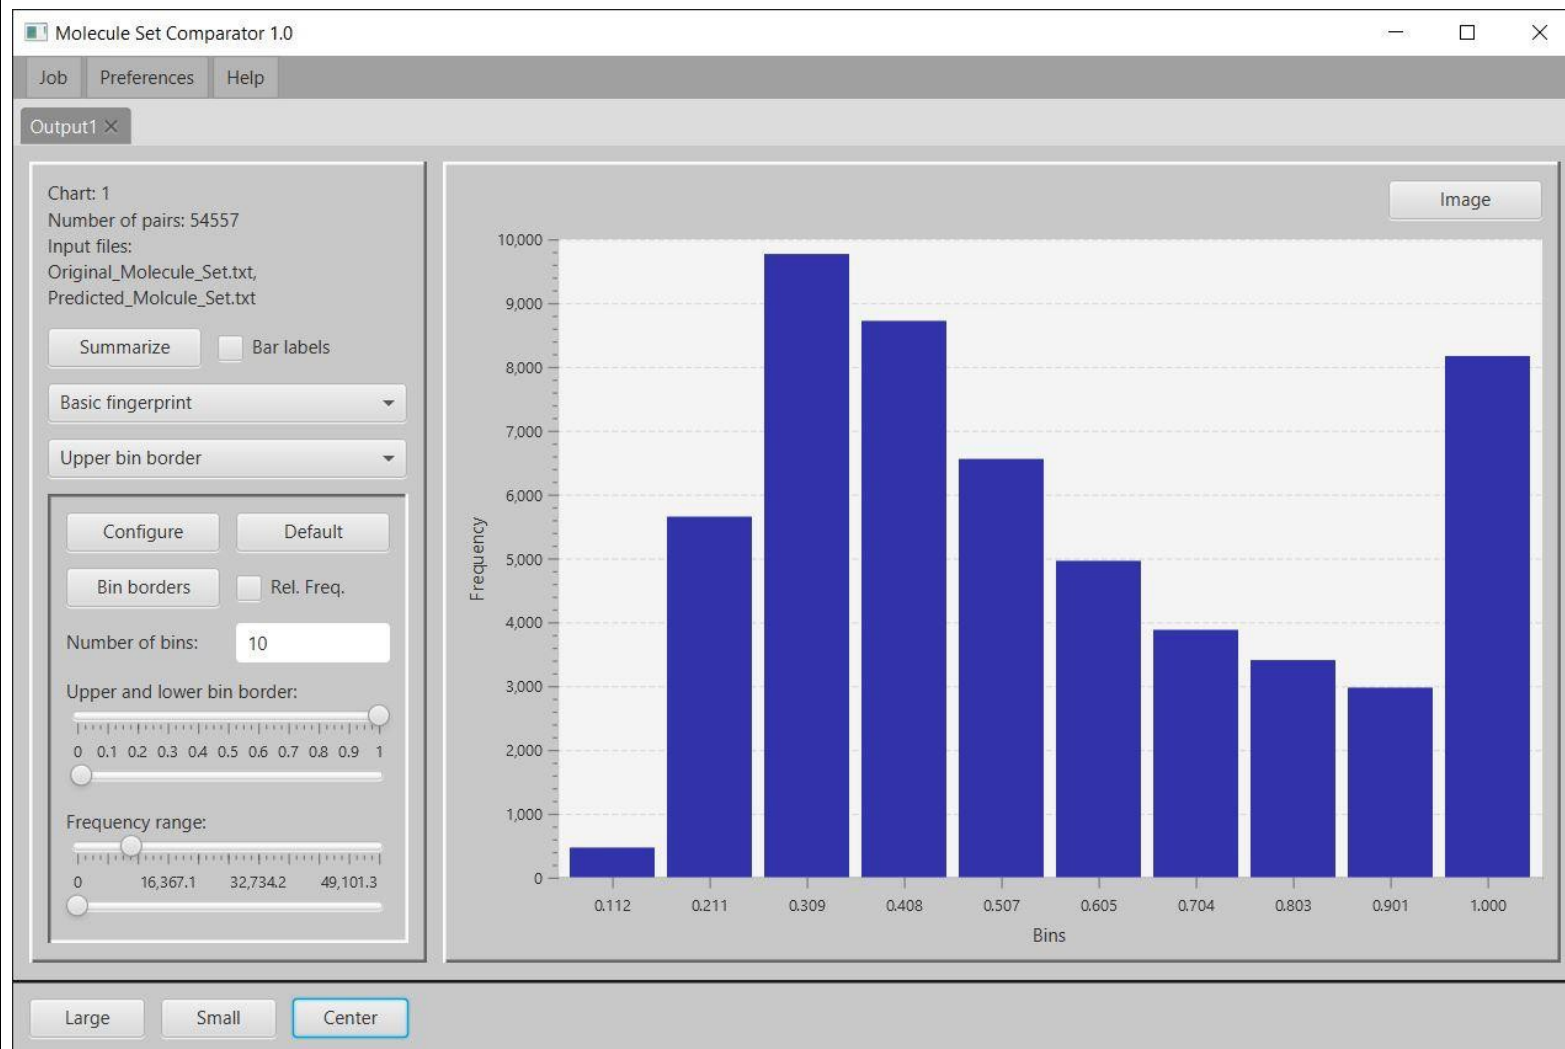 Molecule Set Comparator 1.0
Job Preferences Help
Output1
Chart: 1
Number of pairs: 54557
Input files:
Original_Molecule_Set.txt,
Predicted_Molcule_Set.txt
Summarize Bar labels
Basic fingerprint
Upper bin border
Configure Default
Bin borders Rel. Freq.
Number of bins: 10
Upper and lower bin border:
0 0.1 0.2 0.3 0.4 0.5 0.6 0.7 0.8 0.9 1
Frequency range:
0 16,367.1 32,734.2 49,101.3
Image
10,000
9,000
8,000
7,000
6,000
5,000
4,000
3,000
2,000
1,000
0
Frequency
0.112 0.211 0.309 0.408 0.507 0.605 0.704 0.803 0.901 1.000
Bins
Large Small Center